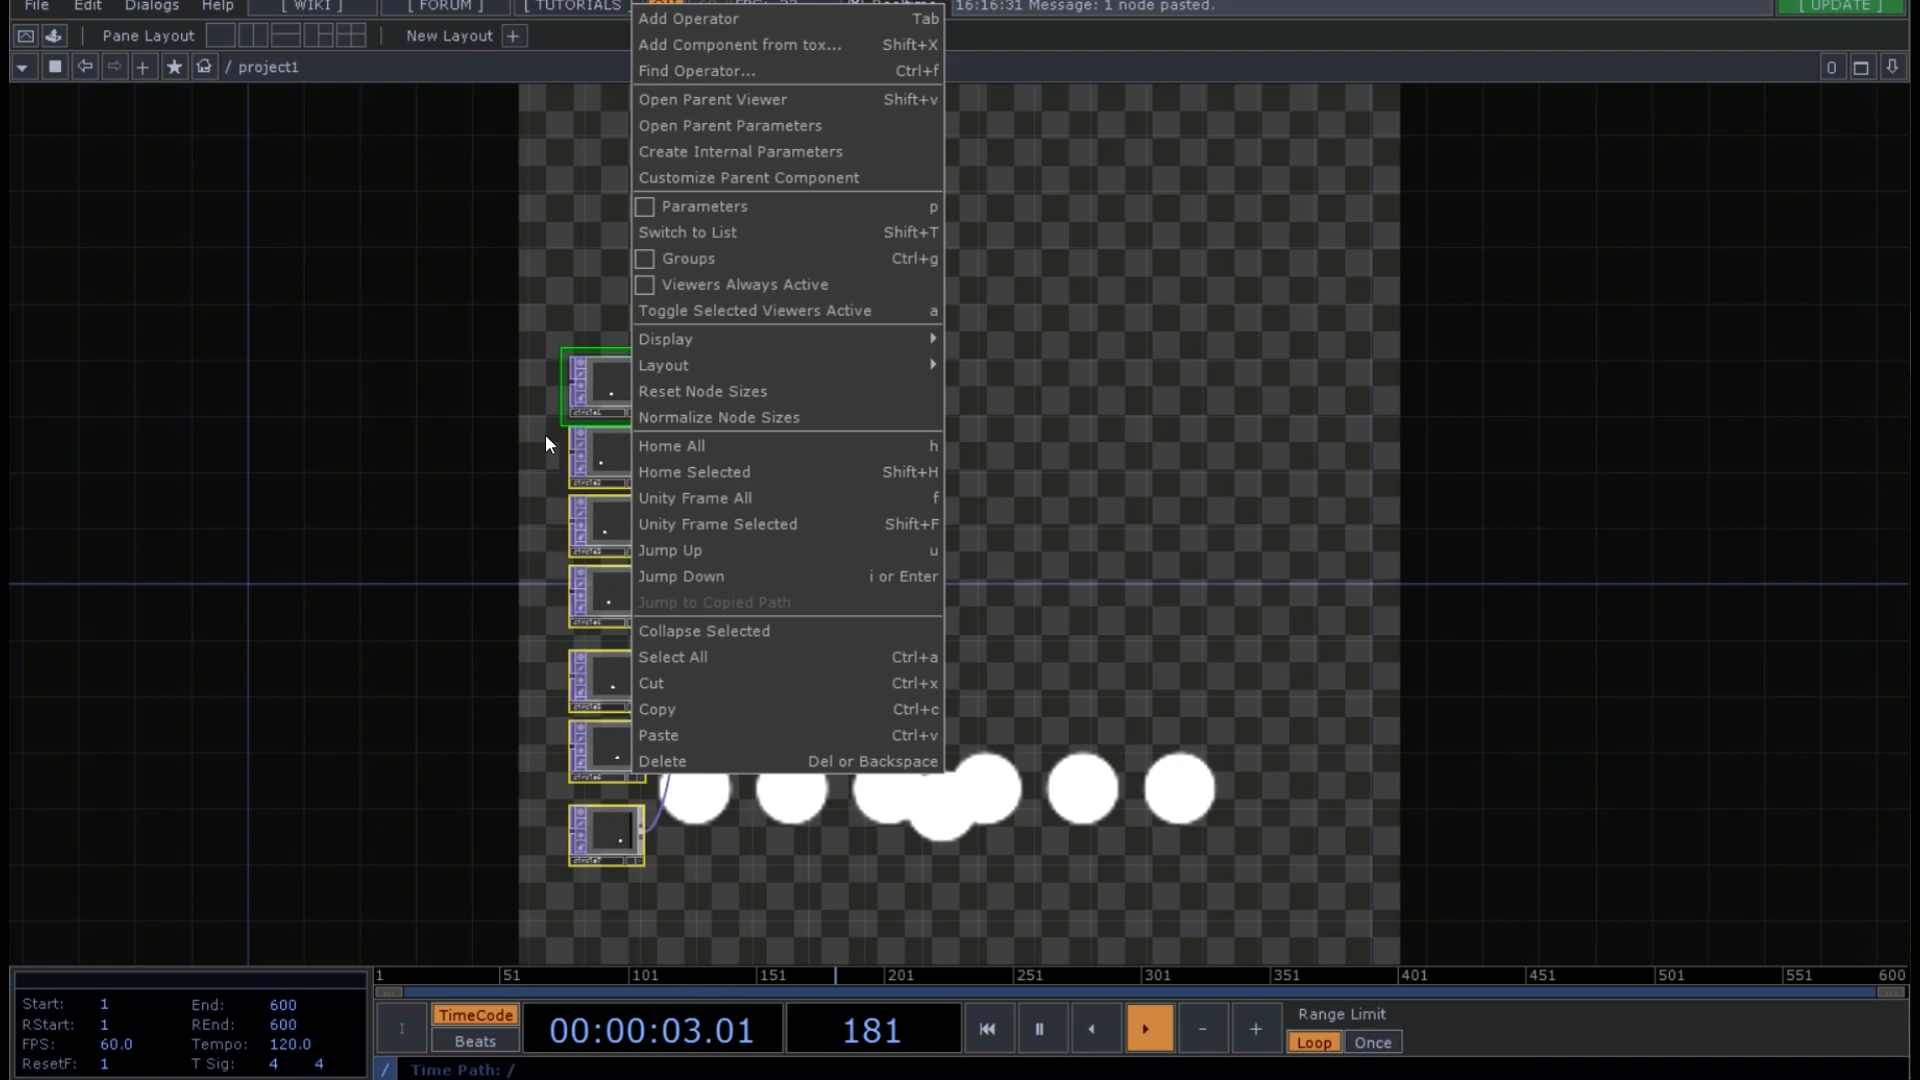 File Edit Dialogs Help [ WIKI ] [ FORUM ] [ TUTORIALS 16:16:31 Message: 1 node pasted. [ UPDATE ]
Pane Layout New Layout +
/ project1 0
Add Operator Tab
Add Component from tox... Shift+X
Find Operator... Ctrl+f
Open Parent Viewer Shift+v
Open Parent Parameters
Create Internal Parameters
Customize Parent Component
Parameters p
Switch to List Shift+T
Groups Ctrl+g
Viewers Always Active
Toggle Selected Viewers Active a
Display
Layout
Reset Node Sizes
Normalize Node Sizes
Home All h
Home Selected Shift+H
Unity Frame All f
Unity Frame Selected Shift+F
Jump Up u
Jump Down i or Enter
Jump to Copied Path
Collapse Selected
Select All Ctrl+a
Cut Ctrl+x
Copy Ctrl+c
Paste Ctrl+v
Delete Del or Backspace
1 51 101 151 201 251 301 351 401 451 501 551 600
Start: 1 End: 600
RStart: 1 REnd: 600
FPS: 60.0 Tempo: 120.0
ResetF: 1 T Sig: 4 4
I TimeCode Beats 00:00:03.01 181 - + Range Limit
Loop Once
/ Time Path: /